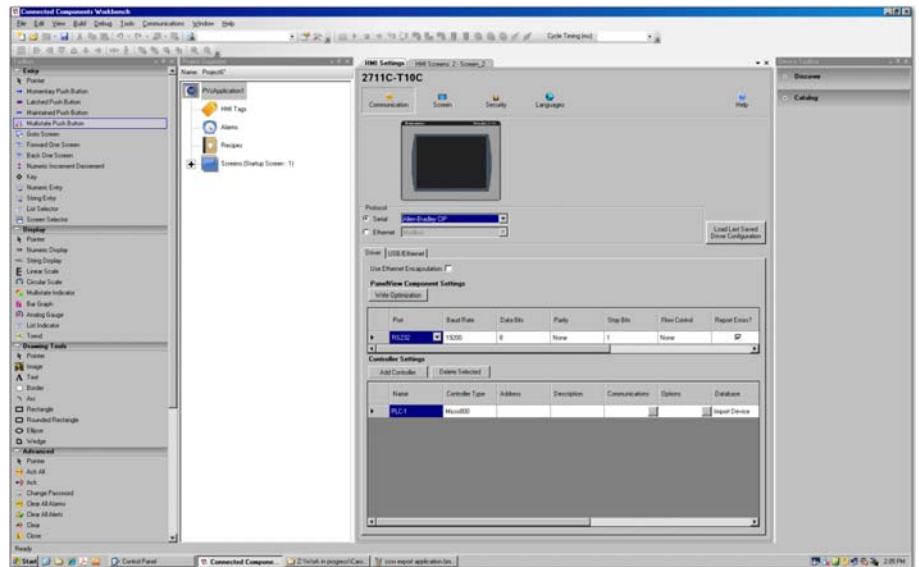 Connected Components Workbench
File Edit View Build Debug Tools Communications Window Help
Cycle Timing (ms):
Toolbox
Entry
Pointer
Momentary Push Button
Latched Push Button
Maintained Push Button
Multistate Push Button
Goto Screen
Forward One Screen
Back One Screen
Numeric Increment Decrement
Key
Numeric Entry
String Entry
List Selector
Screen Selector
Display
Pointer
Numeric Display
String Display
Linear Scale
Circular Scale
Multistate Indicator
Bar Graph
Analog Gauge
List Indicator
Trend
Drawing Tools
Pointer
Image
Text
Border
Arc
Rectangle
Rounded Rectangle
Ellipse
Wedge
Advanced
Pointer
Ack All
Ack
Change Password
Clear All Alarms
Clear All Alerts
Clear
Close
Project Organizer
Name: Project6*
PVcApplication1
HMI Tags
Alarms
Recipes
Screens (Startup Screen : 1)
HMI Settings HMI Screens: 2 - Screen_2
2711C-T10C
Communication Screen Security Languages Help
Protocol
Serial Allen-Bradley CIP
Ethernet Modbus
Load Last Saved
Driver Configuration
Driver USB/Ethernet
Use Ethernet Encapsulation
PanelView Component Settings
Write Optimization
Port Baud Rate Data Bits Parity Stop Bits Flow Control Report Errors?
RS232 19200 8 None 1 None
Controller Settings
Add Controller Delete Selected
Name Controller Type Address Description Communications Options Database
PLC-1 Micro800 Import Device
Device Toolbox
Discover
Catalog
Ready
Start Control Panel Connected Compone... Z:\Work in progress\Cars... ccw export application.bm...
2:05 PM